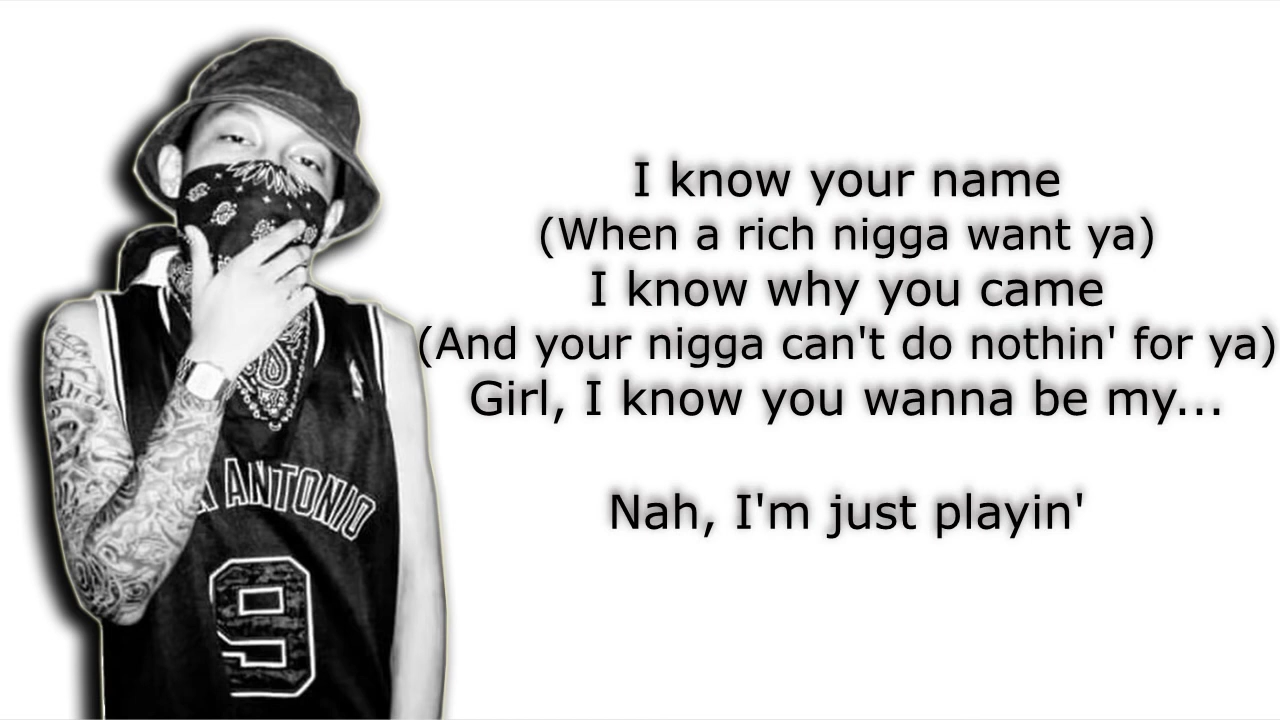 I know your name
(When a rich nigga want ya)
I know why you came
(And your nigga can't do nothin' for ya)
Girl, I know you wanna be my...
Nah, I'm just playin'
ANTONIO
9